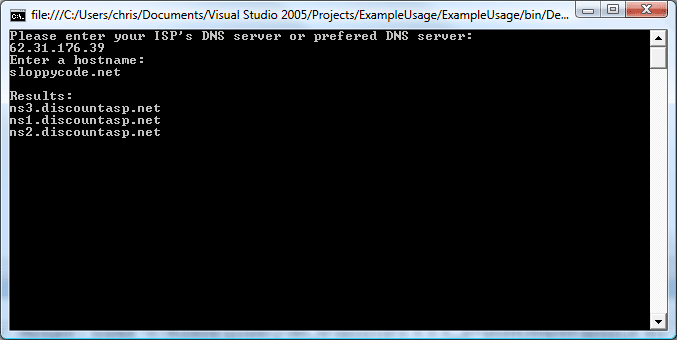 file:///C:/Users/chris/Documents/Visual Studio 2005/Projects/ExampleUsage/ExampleUsage/bin/De...
Please enter your ISP's DNS server or prefered DNS server:
62.31.176.39
Enter a hostname:
sloppycode.net
Results:
ns3.discountasp.net
ns1.discountasp.net
ns2.discountasp.net